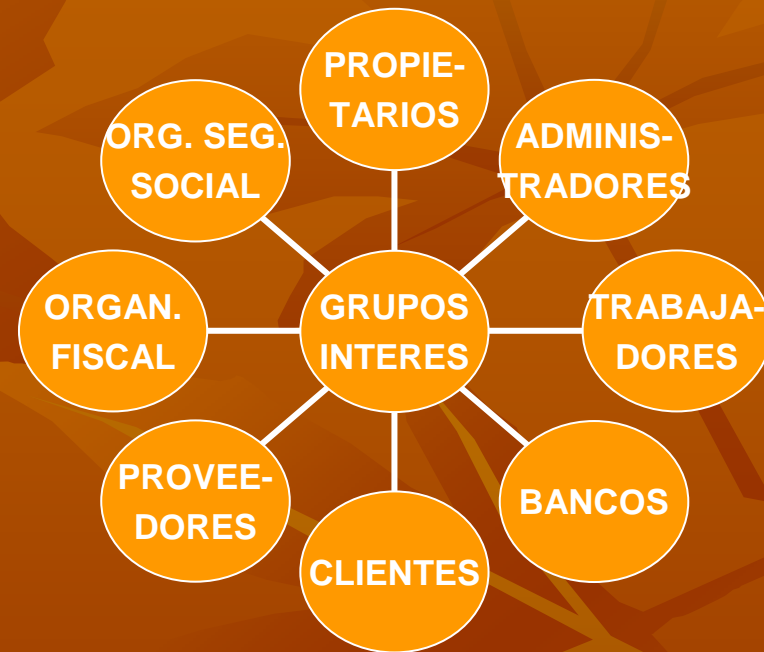 PROPIE-
TARIOS
ADMINIS-
TRADORES
TRABAJA-
DORES
BANCOS
CLIENTES
PROVEE-
DORES
ORGAN.
FISCAL
ORG. SEG.
SOCIAL
GRUPOS
INTERES